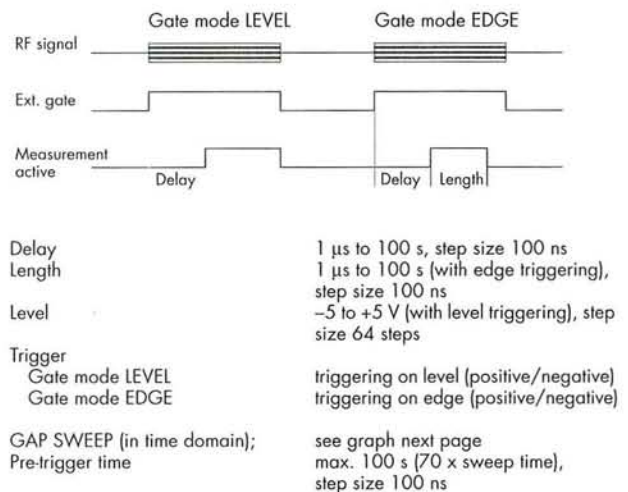 Gate mode LEVEL Gate mode EDGE
RF signal
Ext. gate
Measurement
active
Delay Delay Length
Delay 1 µs to 100 s, step size 100 ns
Length 1 µs to 100 s (with edge triggering),
step size 100 ns
Level –5 to +5 V (with level triggering), step
size 64 steps
Trigger
Gate mode LEVEL triggering on level (positive/negative)
Gate mode EDGE triggering on edge (positive/negative)
GAP SWEEP (in time domain); see graph next page
Pre-trigger time max. 100 s (70 x sweep time),
step size 100 ns